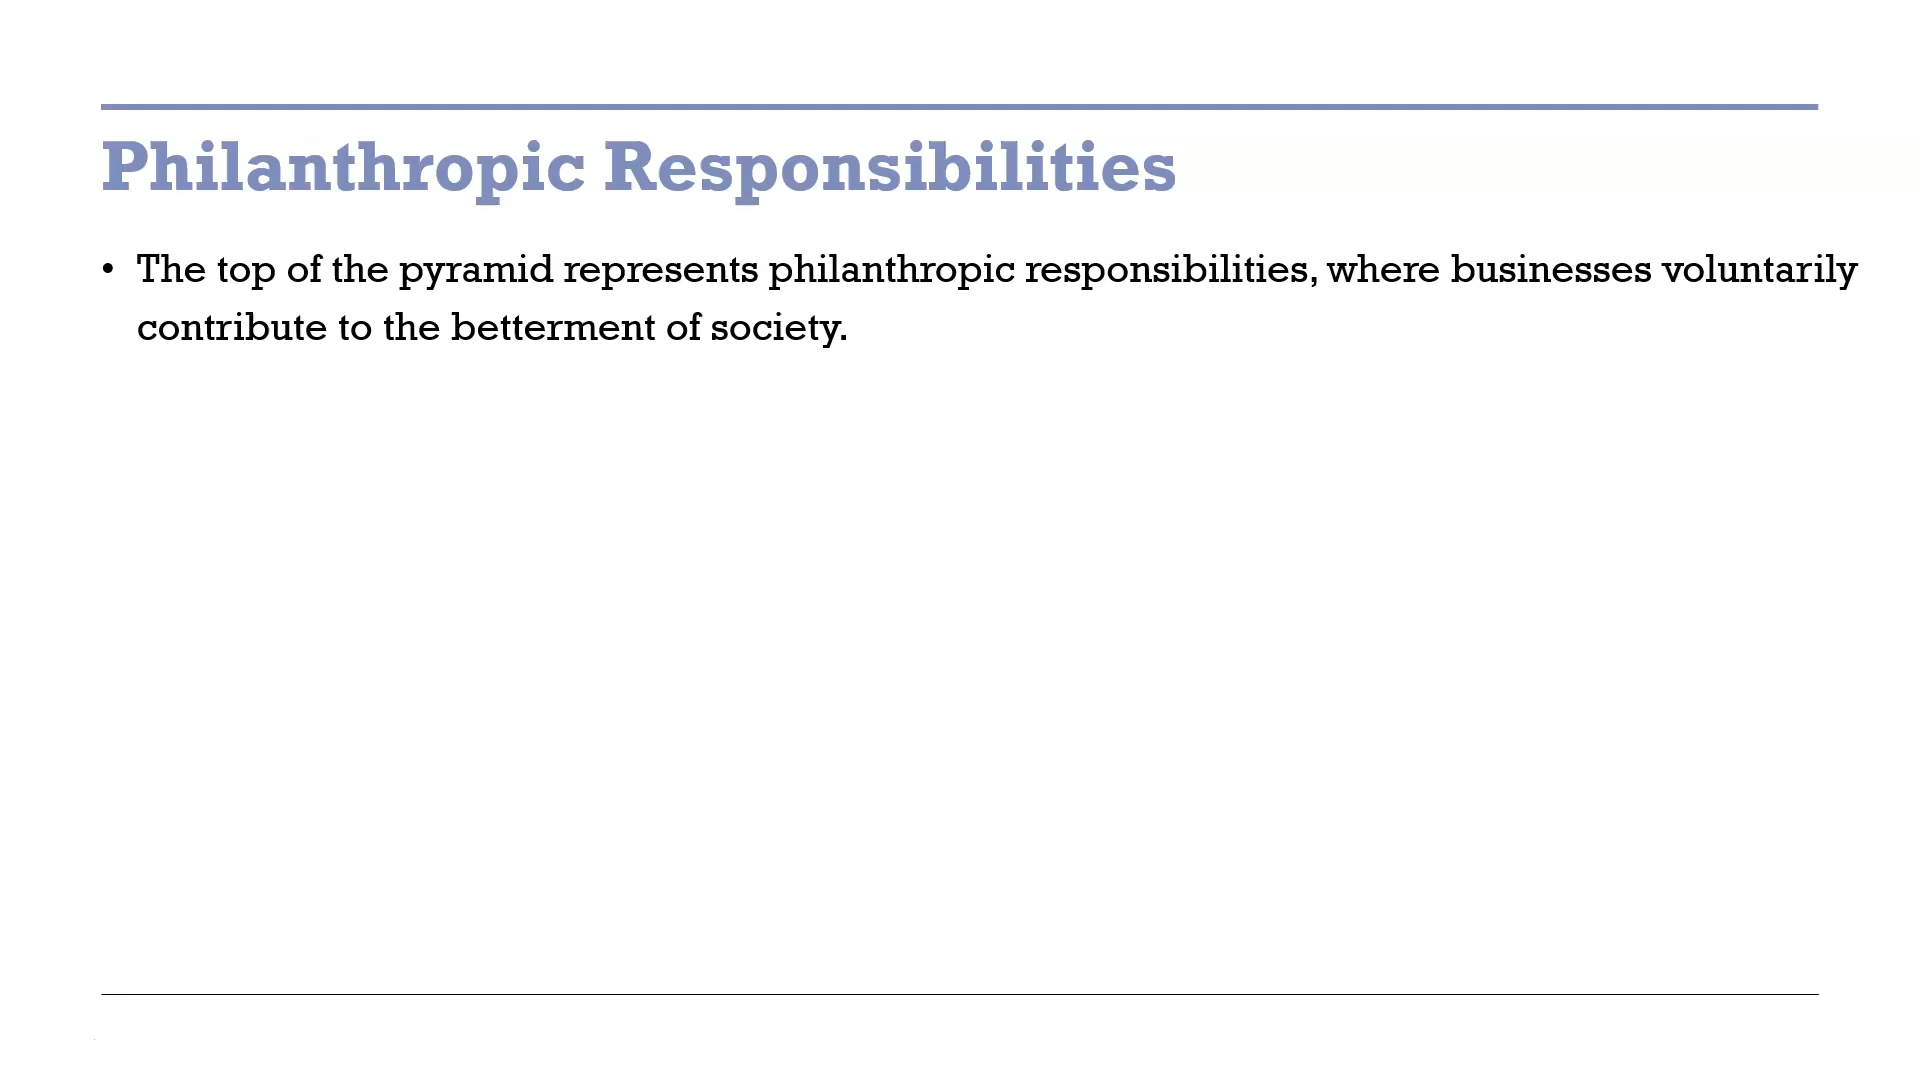 Philanthropic Responsibilities
• The top of the pyramid represents philanthropic responsibilities, where businesses voluntarily
contribute to the betterment of society.